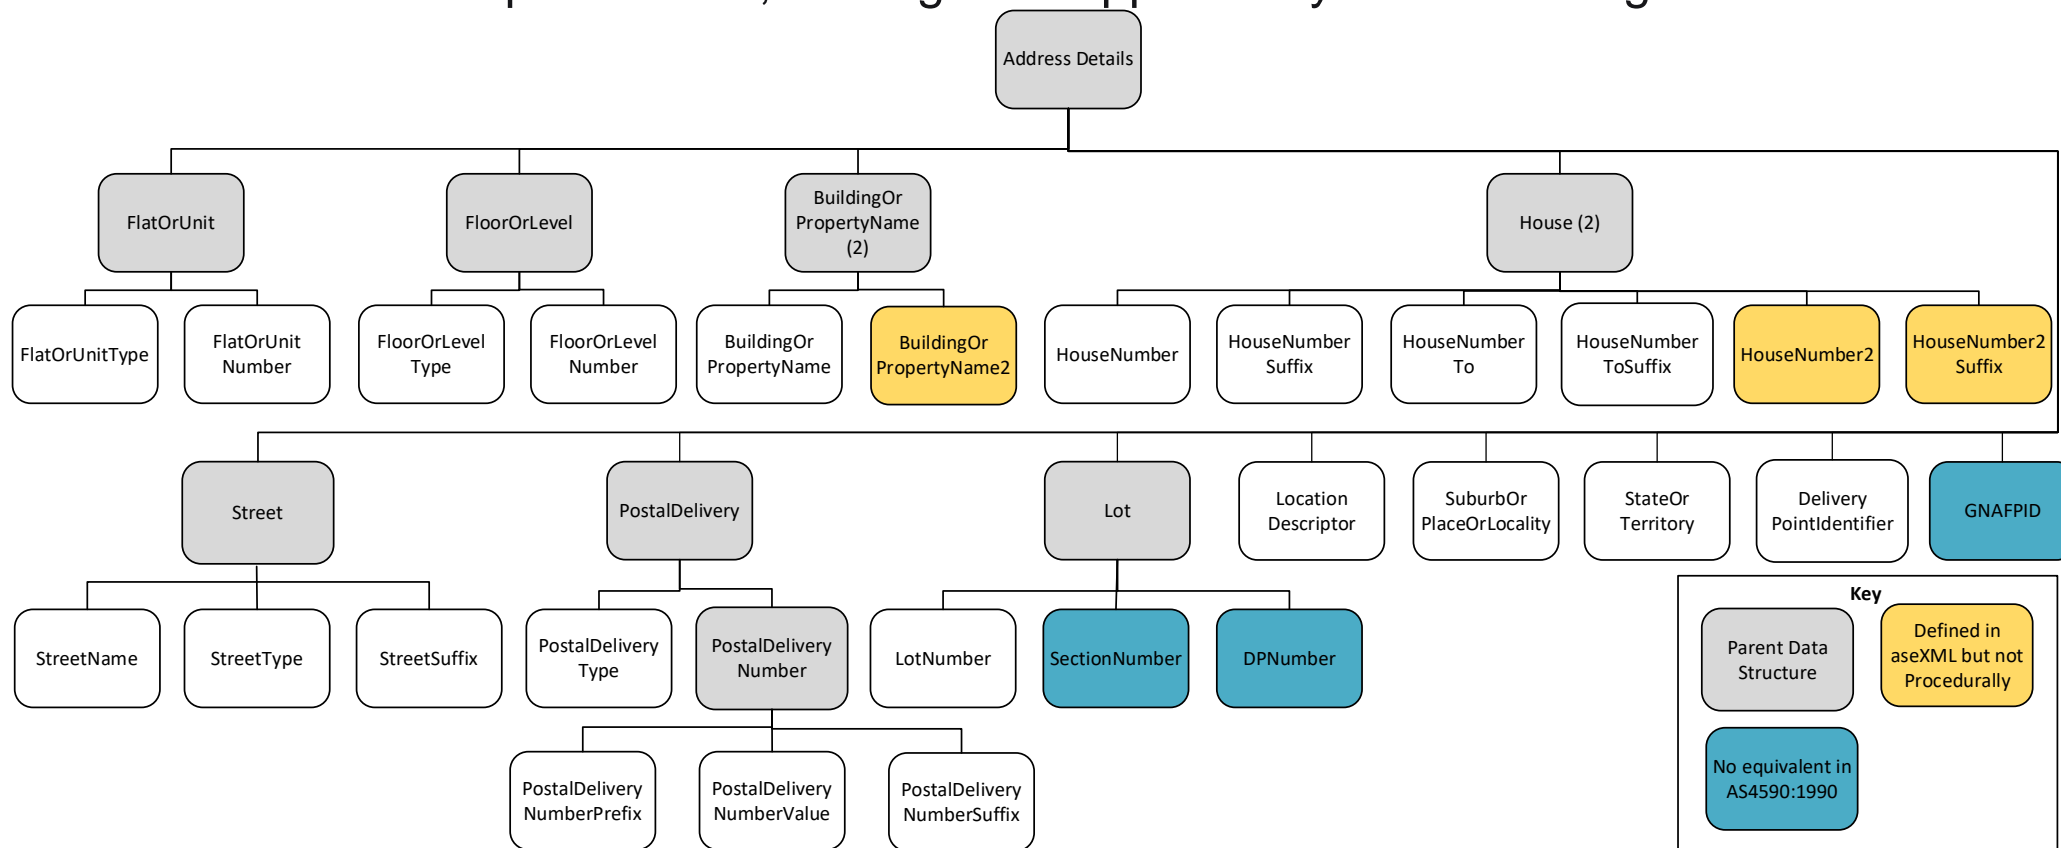 Address Details
FlatOrUnit
FloorOrLevel
BuildingOr
PropertyName
(2)
House (2)
FlatOrUnitType
FlatOrUnit
Number
FloorOrLevel
Type
FloorOrLevel
Number
BuildingOr
PropertyName
BuildingOr
PropertyName2
HouseNumber
HouseNumber
Suffix
HouseNumber
To
HouseNumber
ToSuffix
HouseNumber2
HouseNumber2
Suffix
Street
PostalDelivery
Lot
Location
Descriptor
SuburbOr
PlaceOrLocality
StateOr
Territory
Delivery
PointIdentifier
GNAFPID
StreetName
StreetType
StreetSuffix
PostalDelivery
Type
PostalDelivery
Number
LotNumber
SectionNumber
DPNumber
PostalDelivery
NumberPrefix
PostalDelivery
NumberValue
PostalDelivery
NumberSuffix
Key
Parent Data
Structure
Defined in
aseXML but not
Procedurally
No equivalent in
AS4590:1990